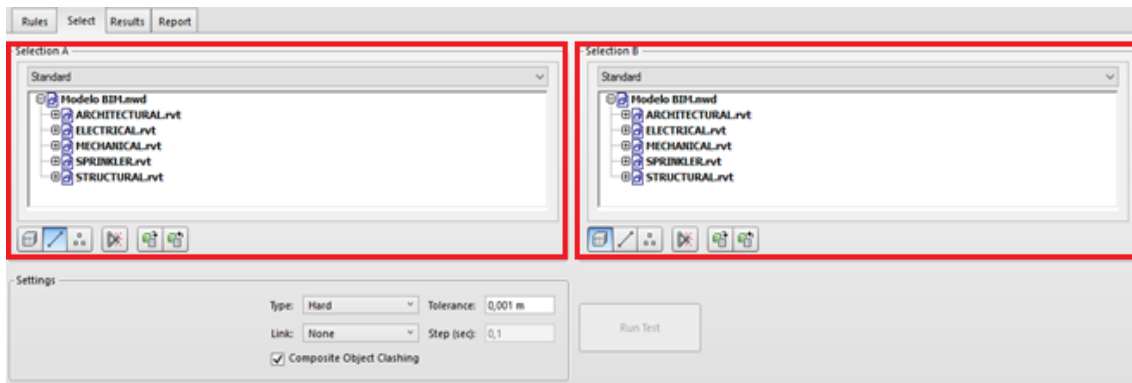 Rules Select Results Report
Selection A
Standard
Modelo BIM.nwd
ARCHITECTURAL.rvt
ELECTRICAL.rvt
MECHANICAL.rvt
SPRINKLER.rvt
STRUCTURAL.rvt
Selection B
Standard
Modelo BIM.nwd
ARCHITECTURAL.rvt
ELECTRICAL.rvt
MECHANICAL.rvt
SPRINKLER.rvt
STRUCTURAL.rvt
Settings
Type: Hard Tolerance: 0,001 m
Link: None Step (sec): 0,1
Composite Object Clashing
Run Test